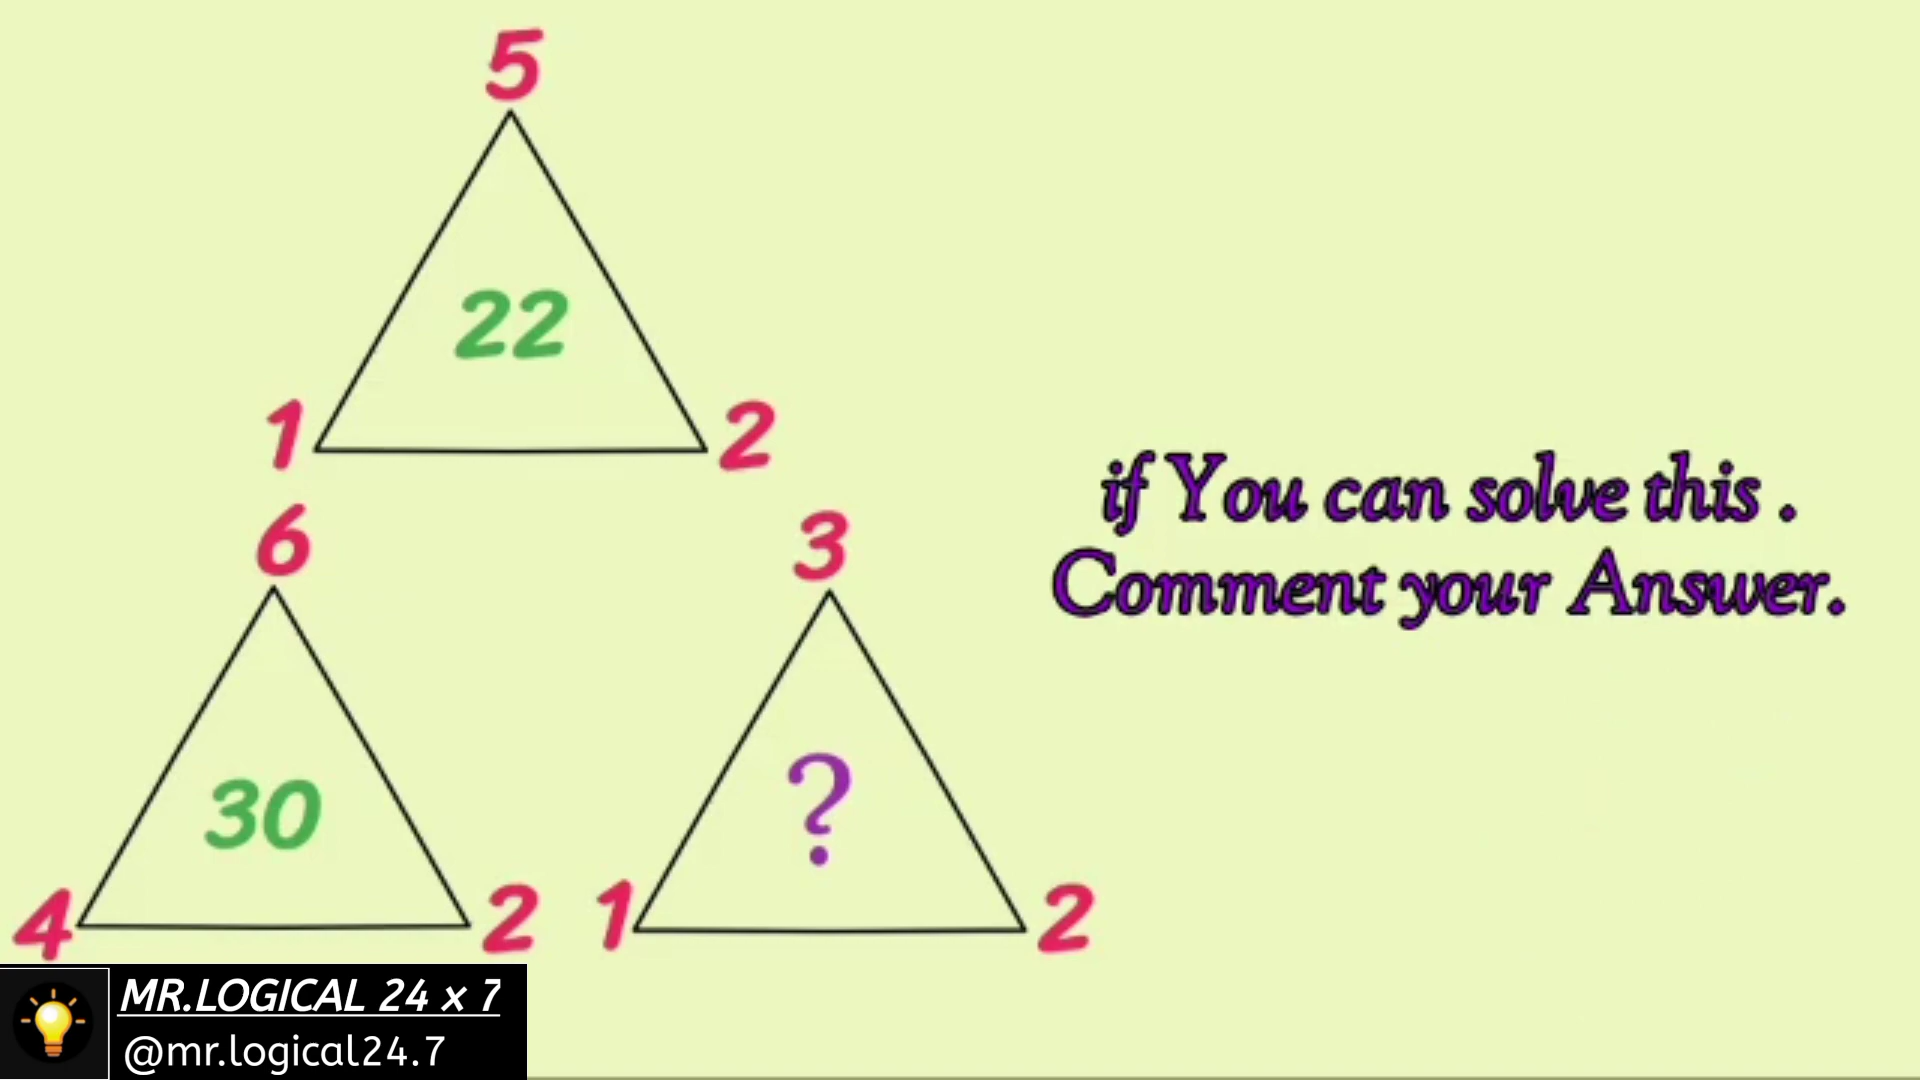 5
22
1 2
6 3
30 ?
4 2 1 2
if You can solve this .
Comment your Answer.
MR.LOGICAL 24 x 7
@mr.logical24.7